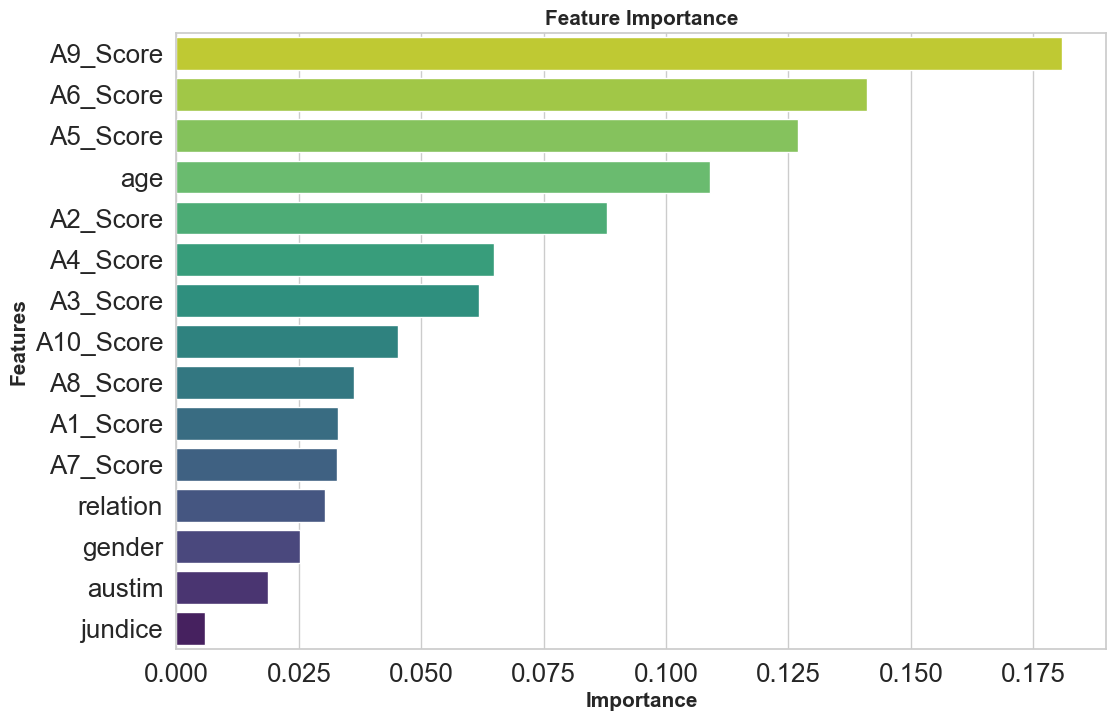 Feature Importance
A9_Score
A6_Score
A5_Score
age
A2_Score
A4_Score
A3_Score
A10_Score
A8_Score
A1_Score
A7_Score
relation
gender
austim
jundice
Features
0.000 0.025 0.050 0.075 0.100 0.125 0.150 0.175
Importance